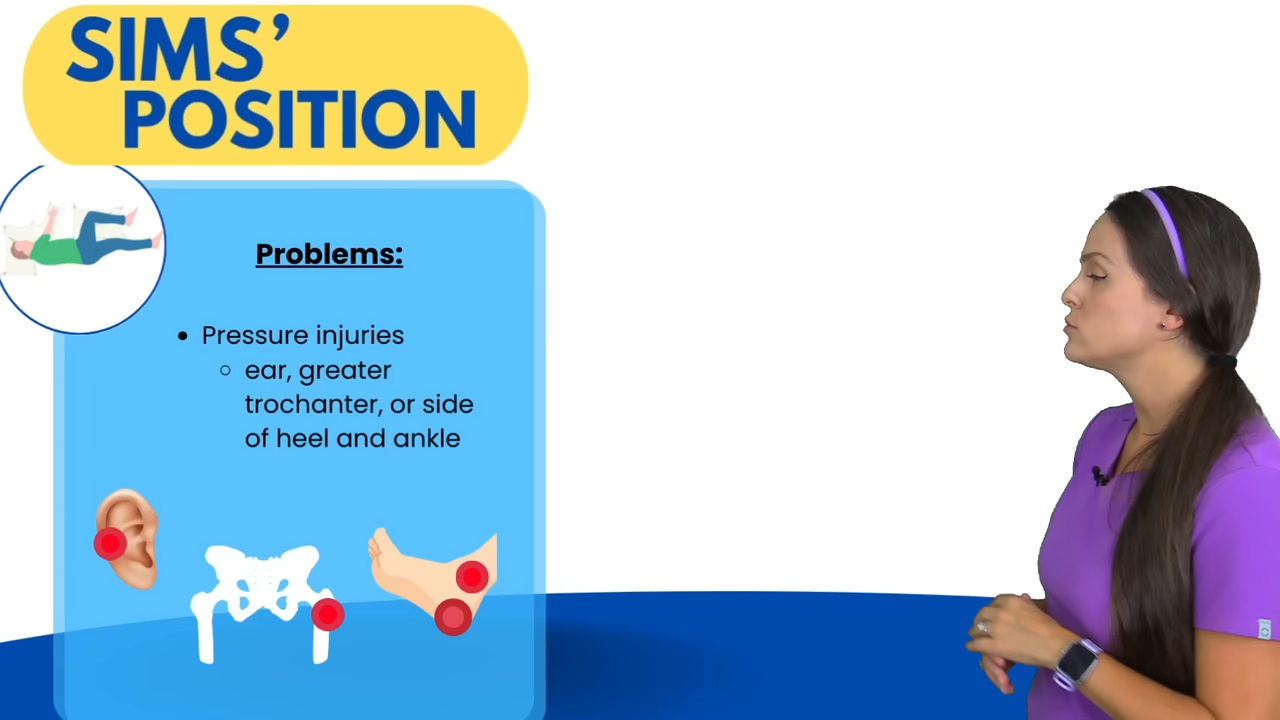 SIMS’
POSITION
Problems:
• Pressure injuries
○ ear, greater
trochanter, or side
of heel and ankle